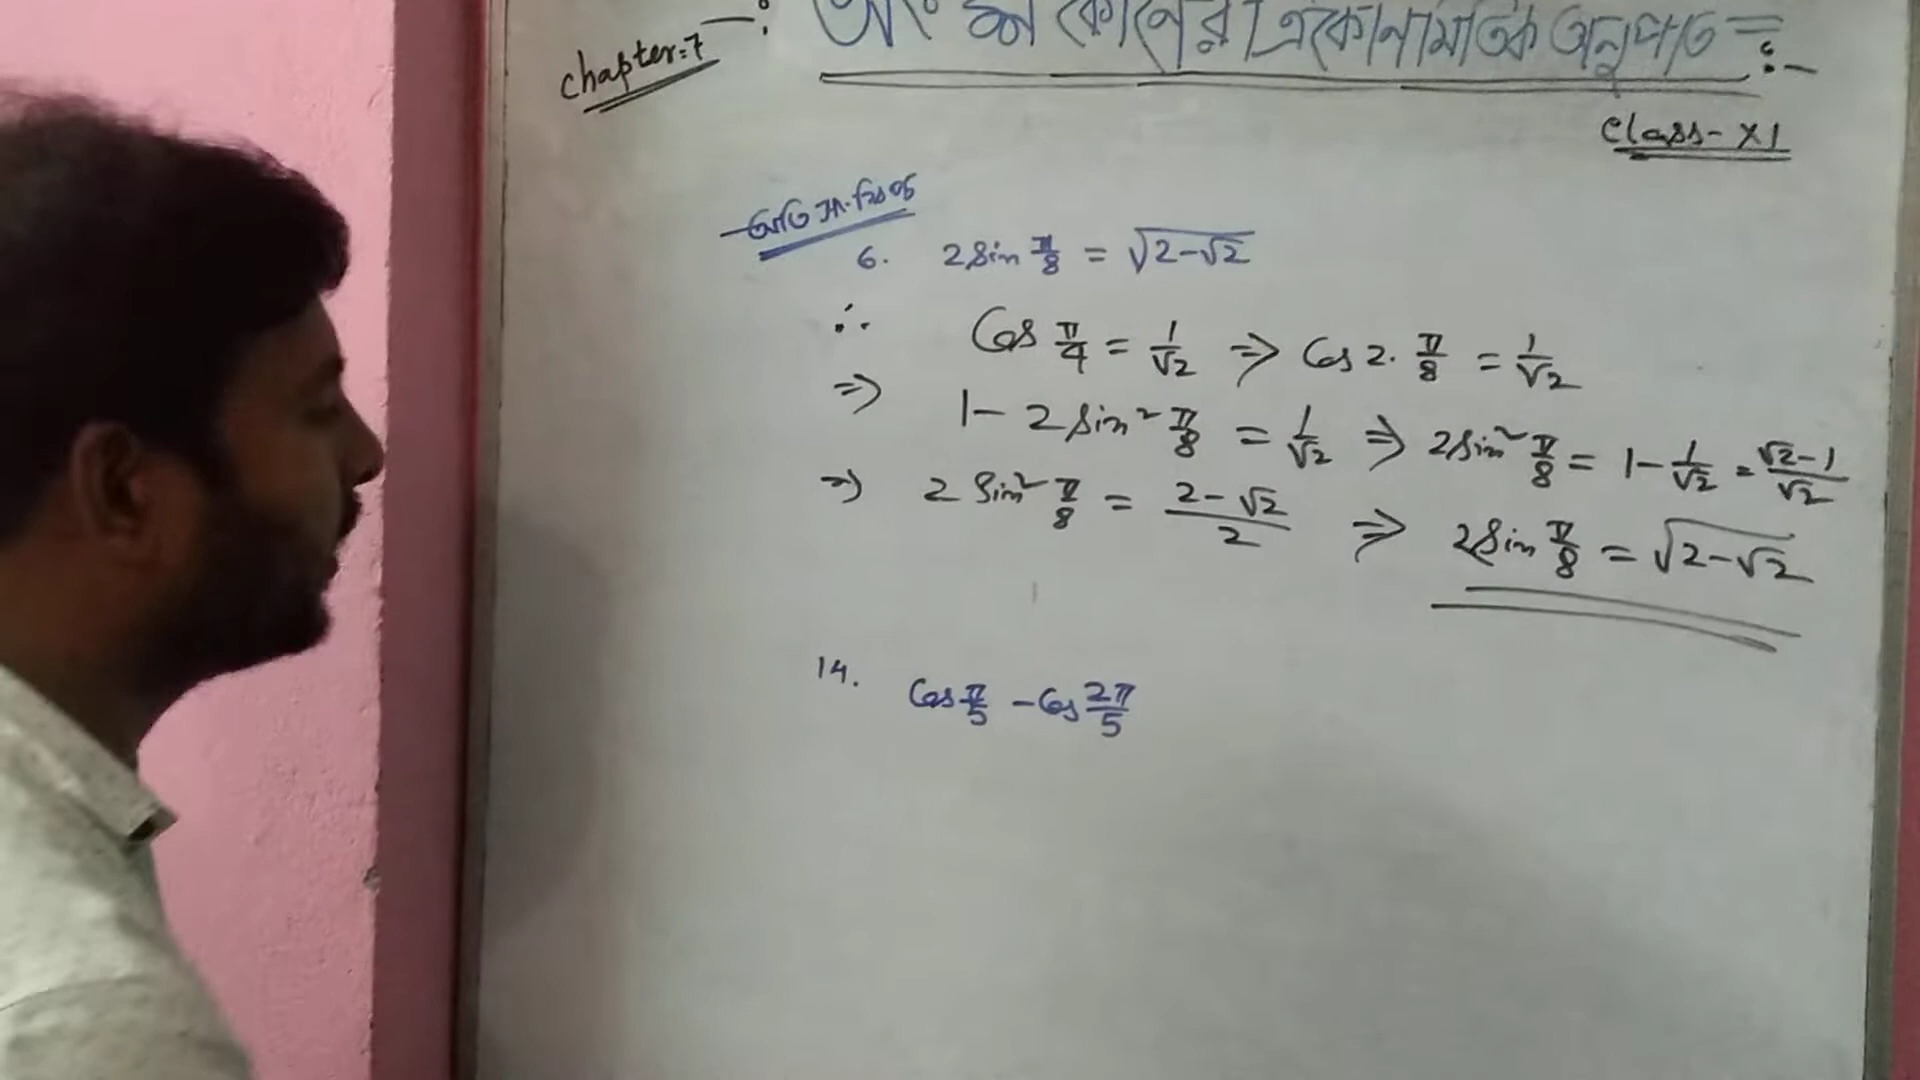 Chapter:7
অংশ কোণের ত্রিকোণমিতিক অনুপাত :-
Class- XI
6. 2sin π/8 = √(2-√2)
∴ Cos π/4 = 1/√2 ⇒ Cos 2. π/8 = 1/√2
⇒ 1- 2sin² π/8 = 1/√2 ⇒ 2sin² π/8 = 1- 1/√2 = (√2-1)/√2
⇒ 2 Sin² π/8 = (2-√2)/2 ⇒ 2Sin π/8 = √(2-√2)
14. Cos π/5 - Cos 2π/5